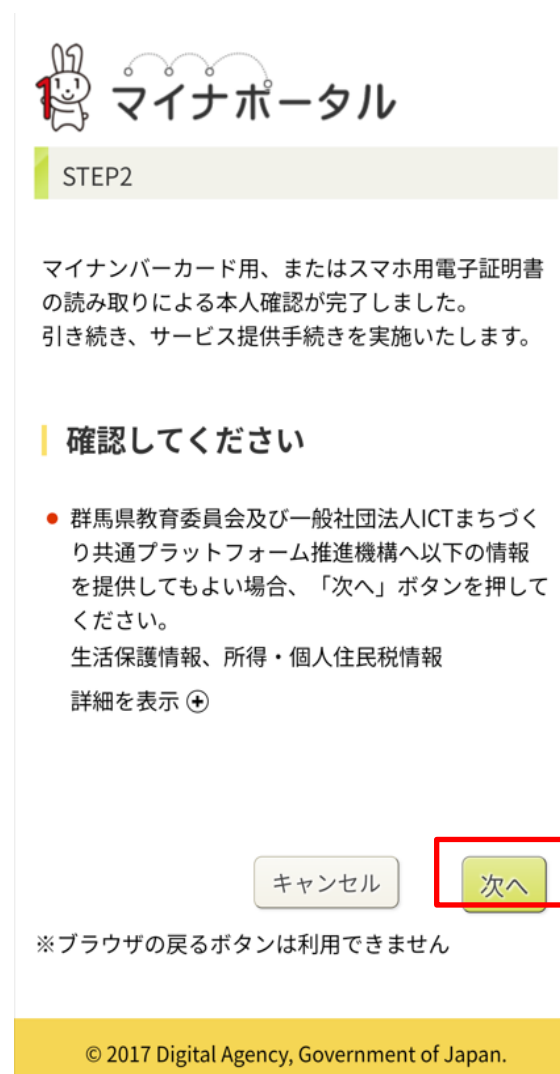 マイナポータル
STEP2
マイナンバーカード用、またはスマホ用電子証明書
の読み取りによる本人確認が完了しました。
引き続き、サービス提供手続きを実施いたします。
確認してください
群馬県教育委員会及び一般社団法人ICTまちづく
り共通プラットフォーム推進機構へ以下の情報
を提供してもよい場合、「次へ」ボタンを押して
ください。
生活保護情報、所得・個人住民税情報
詳細を表示
キャンセル
次へ
※ブラウザの戻るボタンは利用できません
© 2017 Digital Agency, Government of Japan.